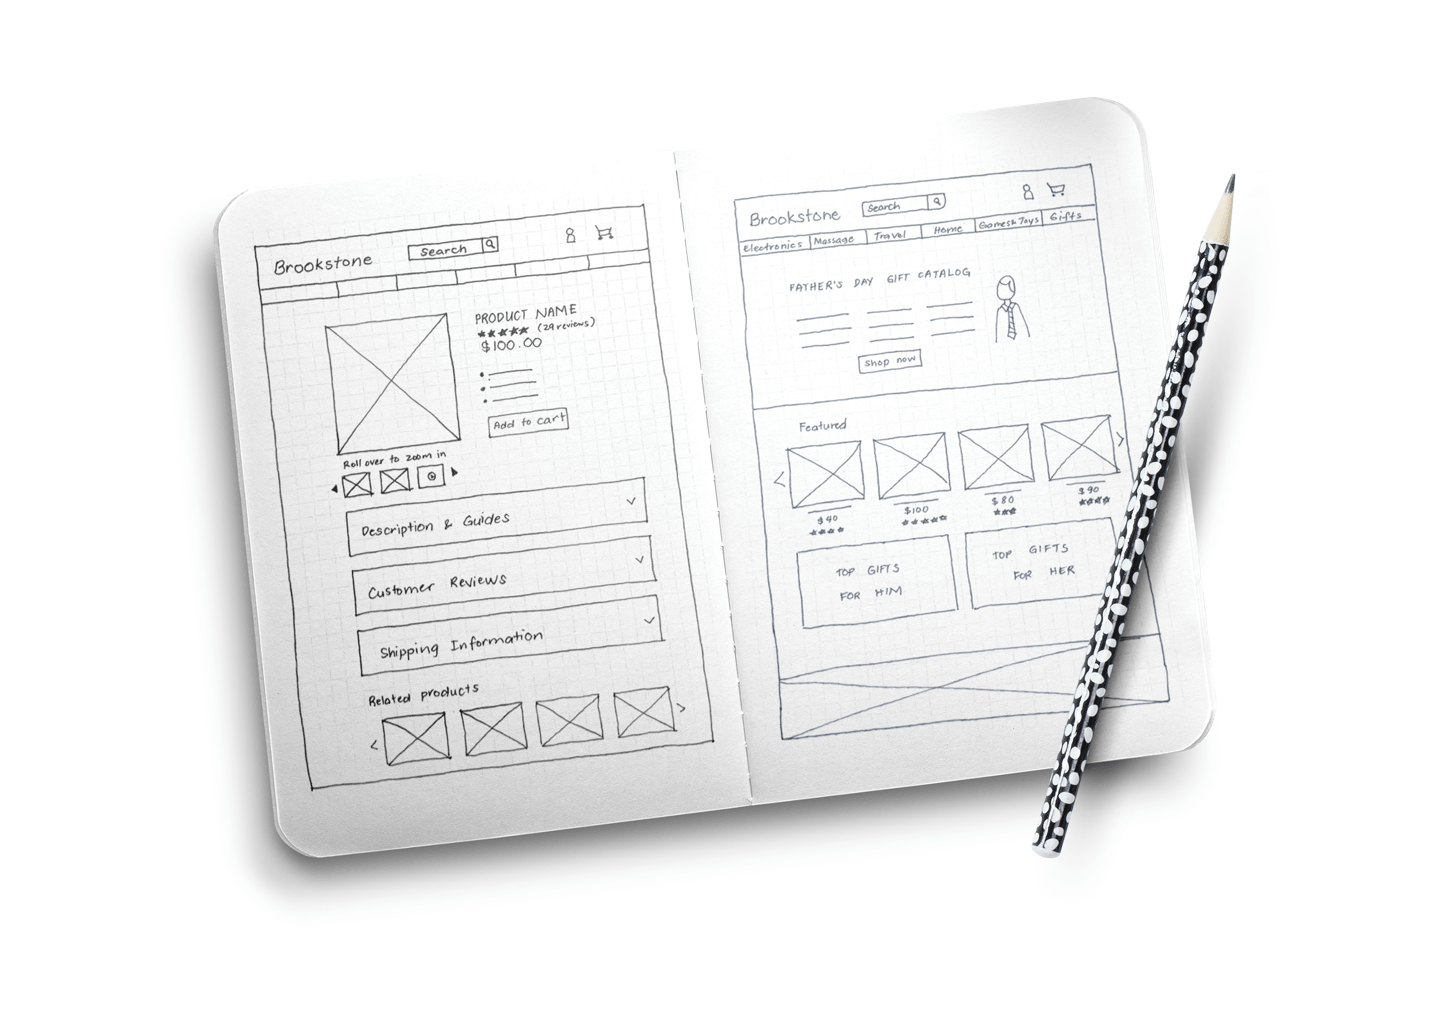 Brookstone
Search
PRODUCT NAME
★★★★★ (29 reviews)
$100.00
Add to cart
Roll over to zoom in
Description & Guides
Customer Reviews
Shipping Information
Related products
Brookstone
Search
Electronics Massage Travel Home Games & Toys Gifts
FATHER'S DAY GIFT CATALOG
Shop now
Featured
$40 $100 $80 $90
★★★★ ★★★★★ ★★★ ★★★★
TOP GIFTS
FOR HIM
TOP GIFTS
FOR HER